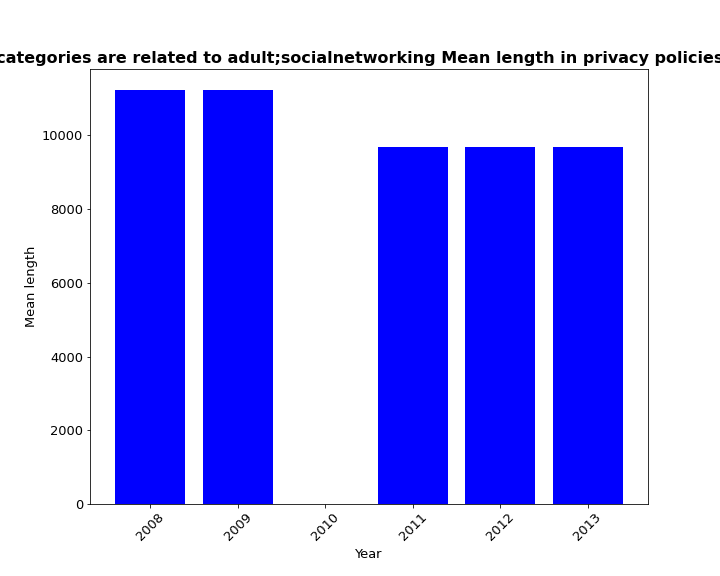 categories are related to adult;socialnetworking Mean length in privacy policies
10000
8000
6000
4000
2000
0
Mean length
2008 2009 2010 2011 2012 2013
Year